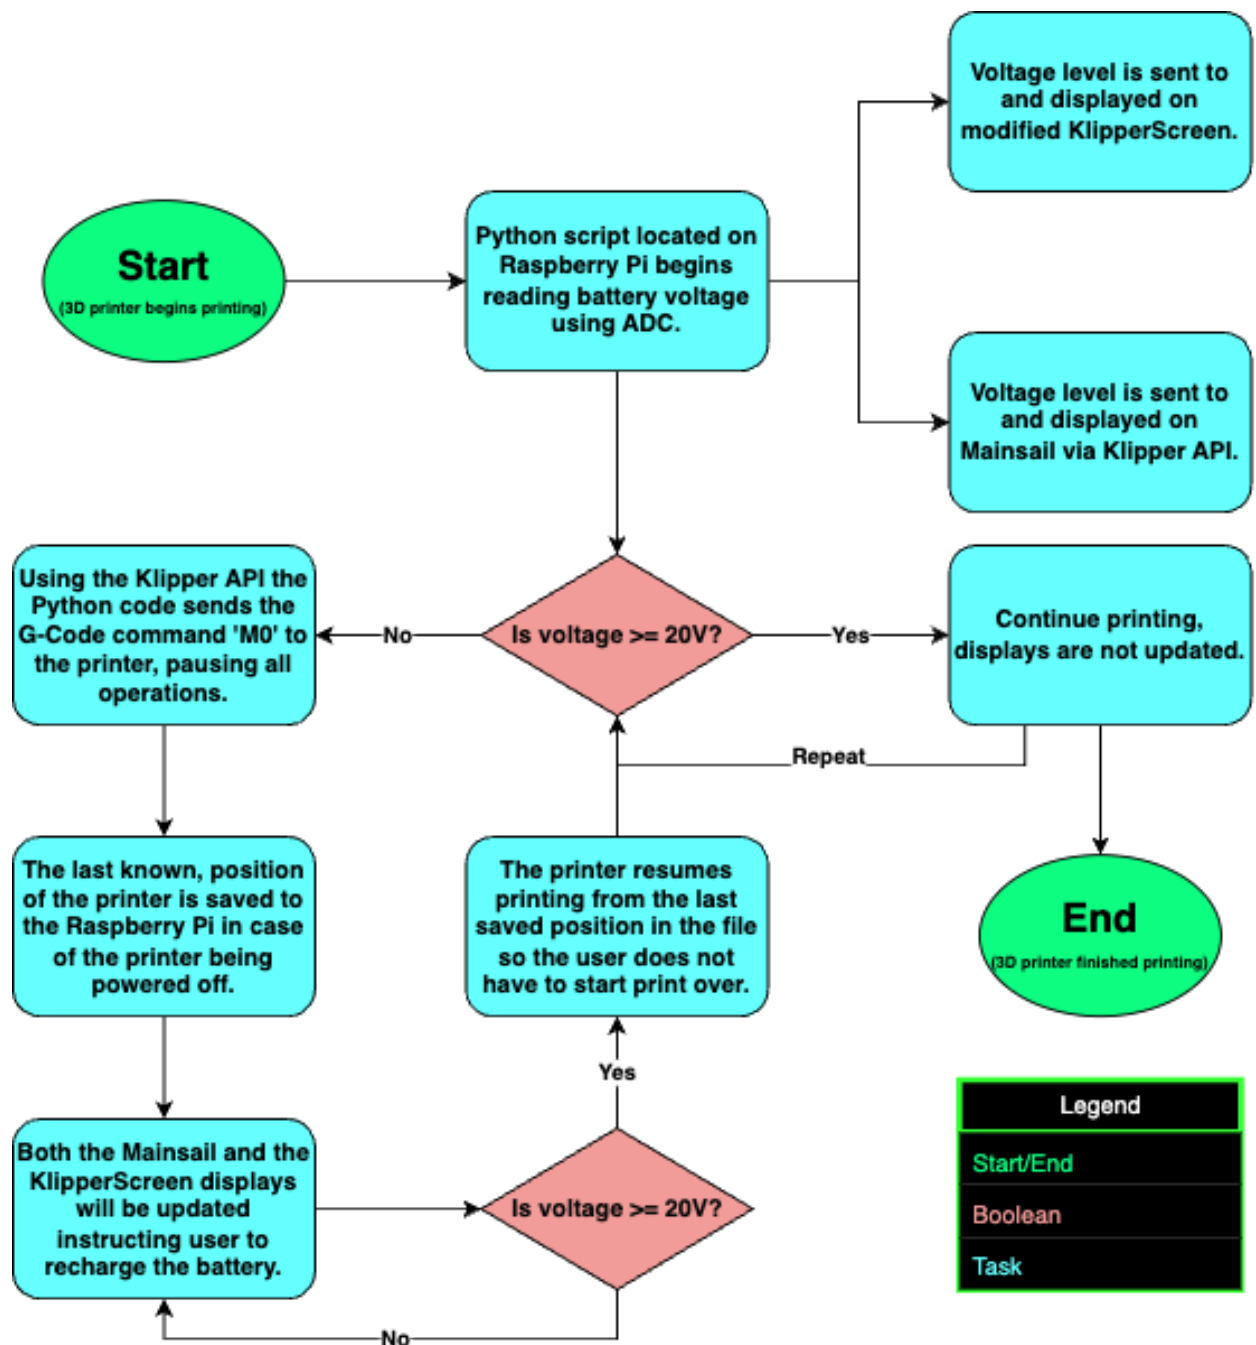 Voltage level is sent to
and displayed on
modified KlipperScreen.
Start
(3D printer begins printing)
Python script located on
Raspberry Pi begins
reading battery voltage
using ADC.
Voltage level is sent to
and displayed on
Mainsail via Klipper API.
Using the Klipper API the
Python code sends the
G-Code command 'M0' to
the printer, pausing all
operations.
No
Is voltage >= 20V?
Yes
Continue printing,
displays are not updated.
Repeat
The last known, position
of the printer is saved to
the Raspberry Pi in case
of the printer being
powered off.
The printer resumes
printing from the last
saved position in the file
so the user does not
have to start print over.
End
(3D printer finished printing)
Yes
Both the Mainsail and the
KlipperScreen displays
will be updated
instructing user to
recharge the battery.
Is voltage >= 20V?
No
Legend
Start/End
Boolean
Task